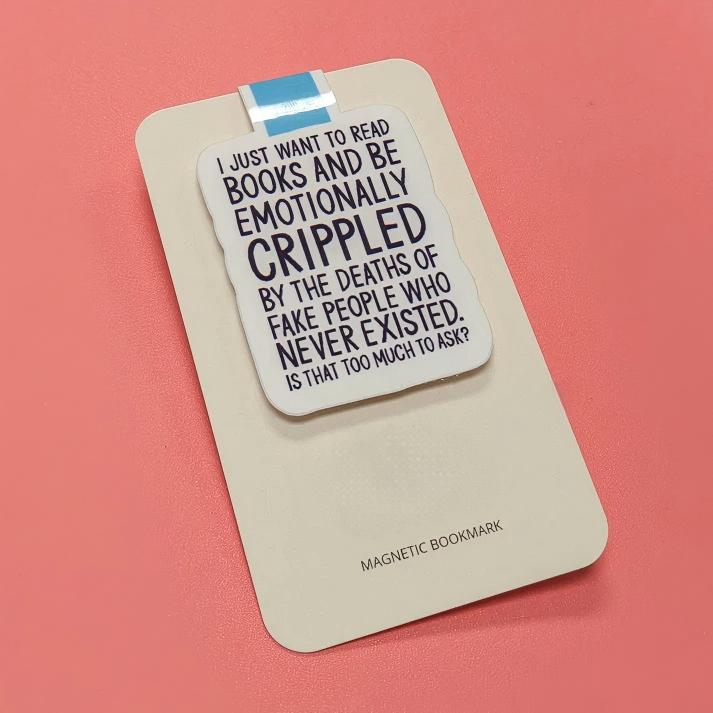 I JUST WANT TO READ
BOOKS AND BE
EMOTIONALLY
CRIPPLED
BY THE DEATHS OF
FAKE PEOPLE WHO
NEVER EXISTED.
IS THAT TOO MUCH TO ASK?
MAGNETIC BOOKMARK